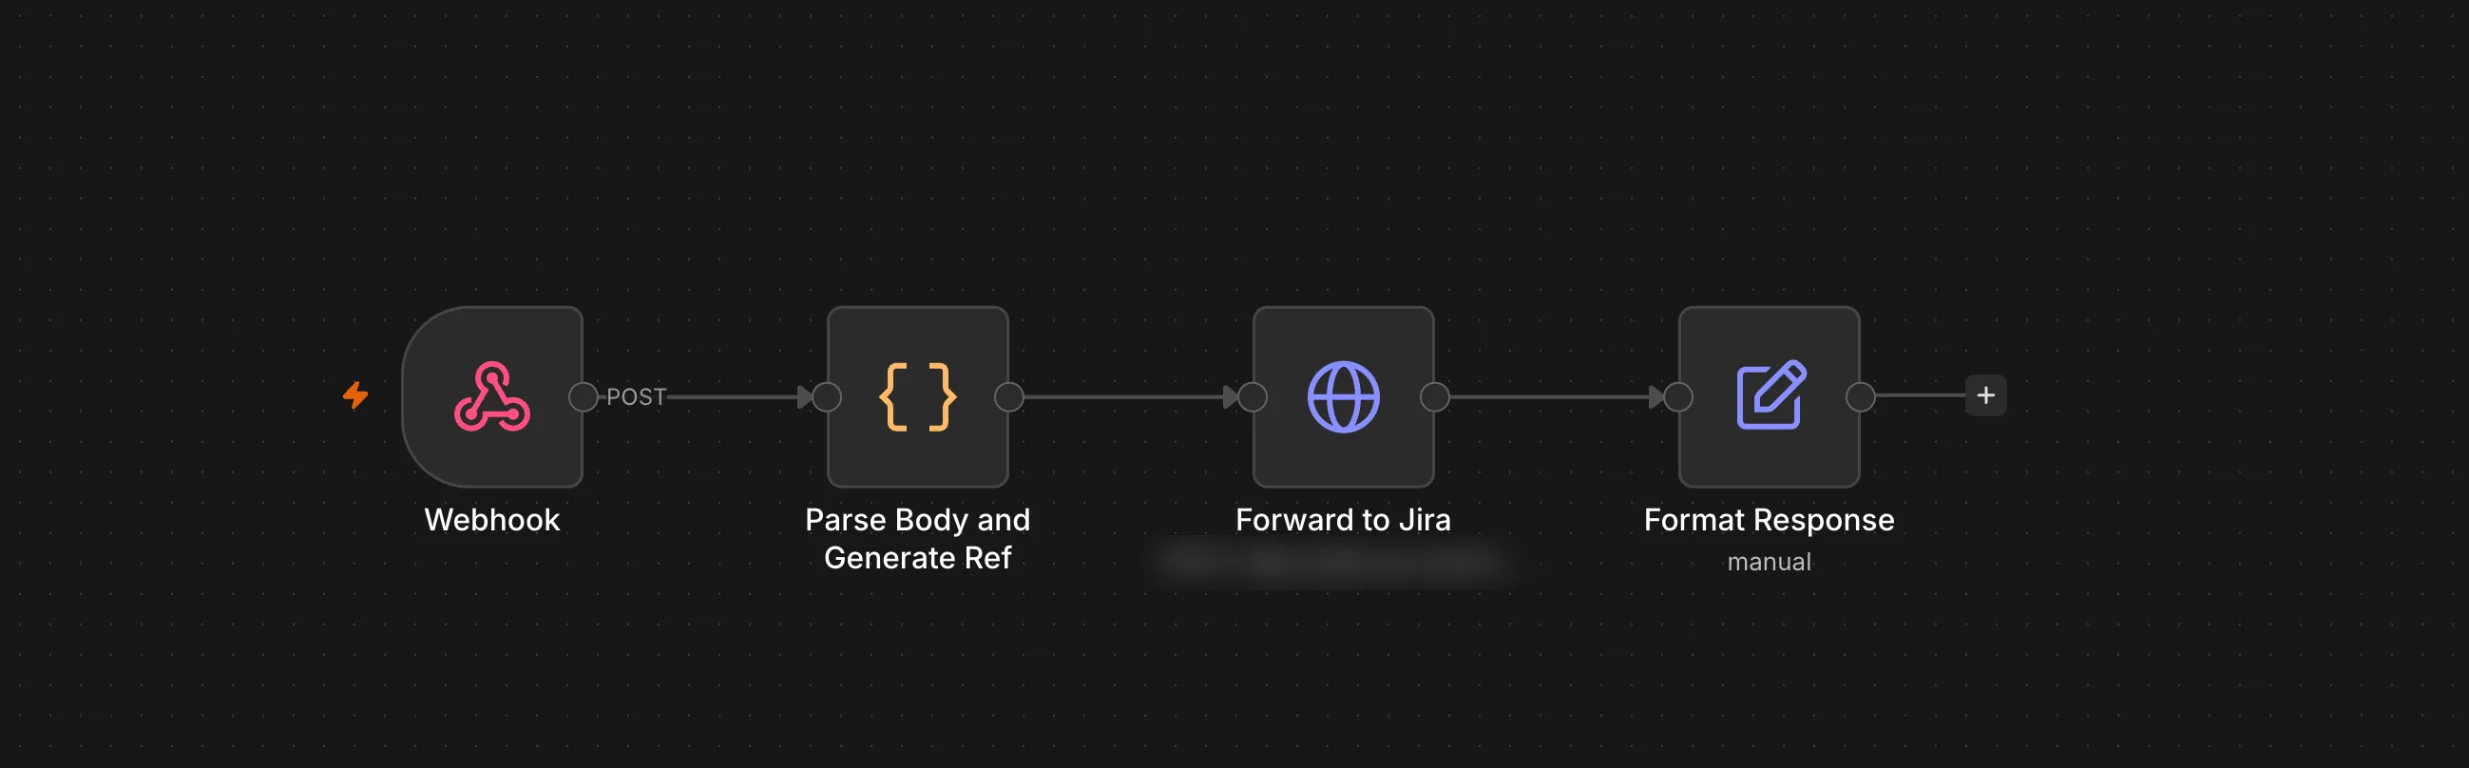 POST
Webhook
Parse Body and
Generate Ref
Forward to Jira
Format Response
manual